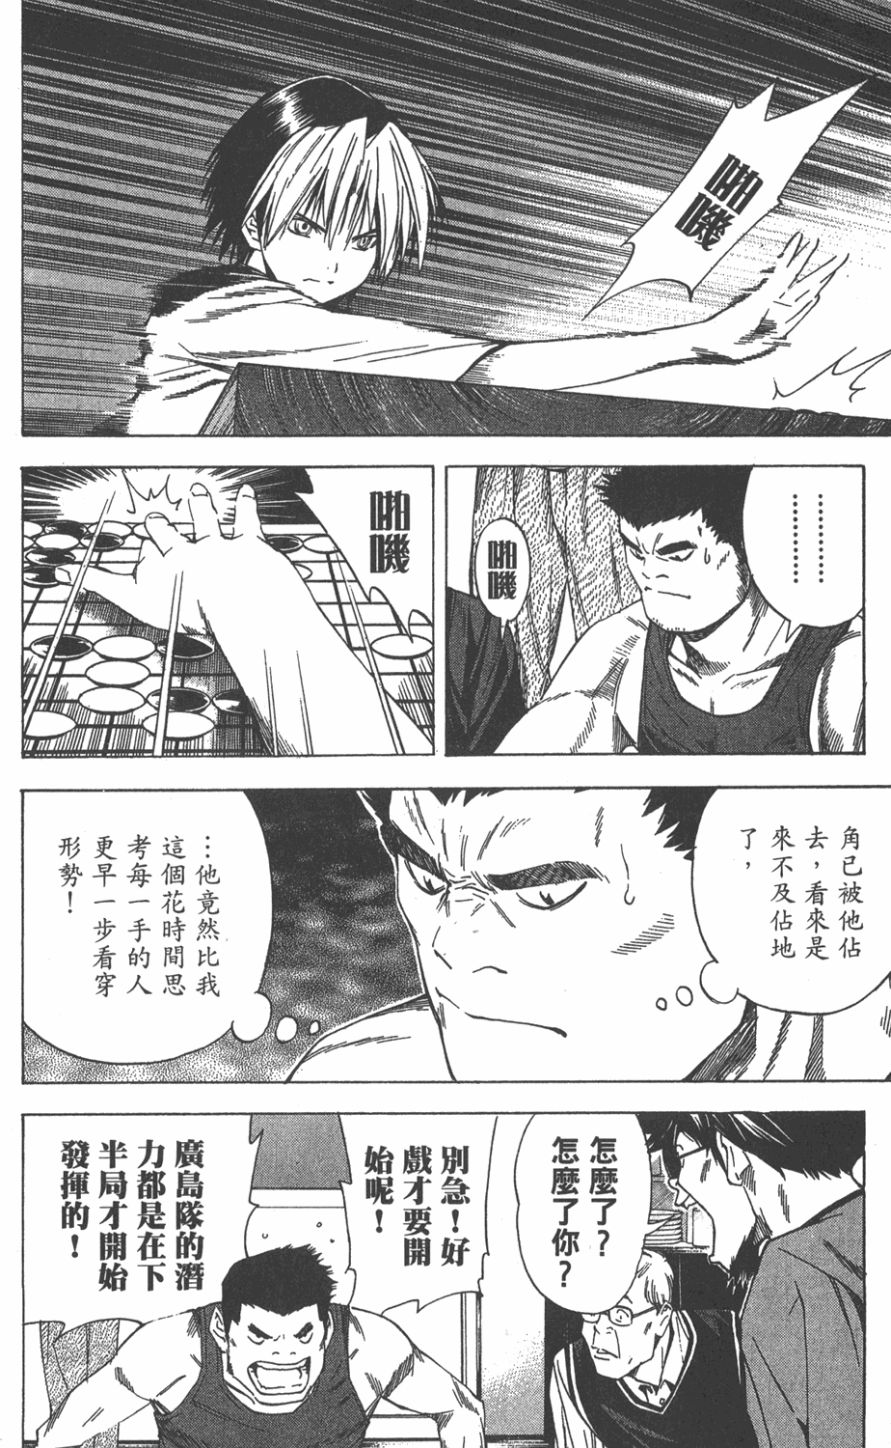 啪嘰
⋯⋯⋯
⋯⋯⋯
啪嘰
啪嘰
角已被他佔
去，看來是
來不及佔地
了，
…他竟然比我
這個花時間思
考每一手的人
更早一步看穿
形勢！
怎麼了？
怎麼了你？
別急！好
戲才要開
始呢！
廣島隊的潛
力都是在下
半局才開始
發揮的！